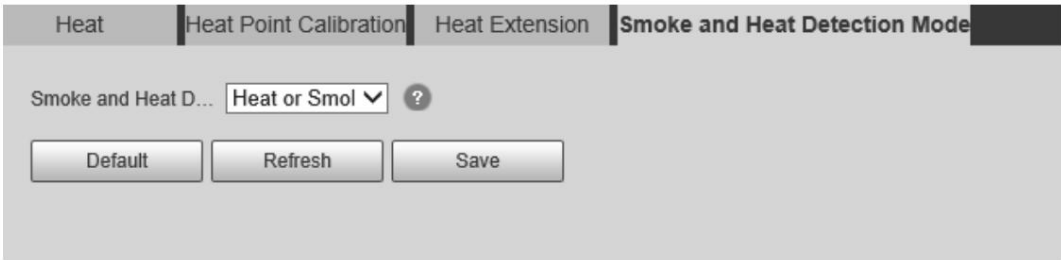 Heat Heat Point Calibration Heat Extension Smoke and Heat Detection Mode
Smoke and Heat D... Heat or Smol ?
Default Refresh Save